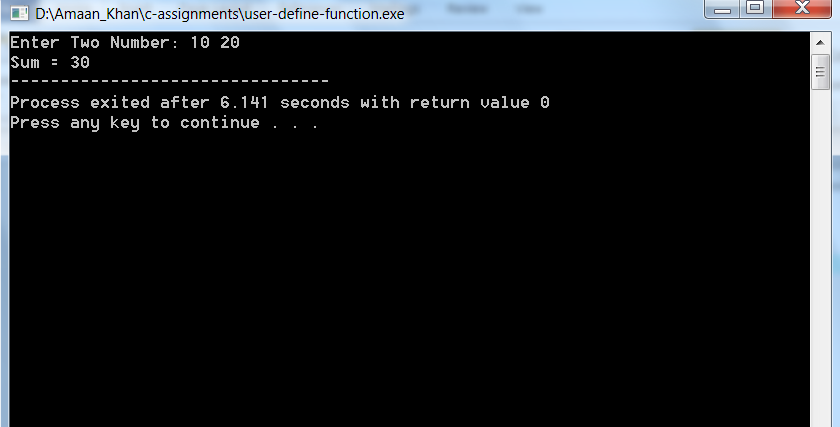 D:\Amaan_Khan\c-assignments\user-define-function.exe
Enter Two Number: 10 20
Sum = 30
--------------------------------
Process exited after 6.141 seconds with return value 0
Press any key to continue . . .